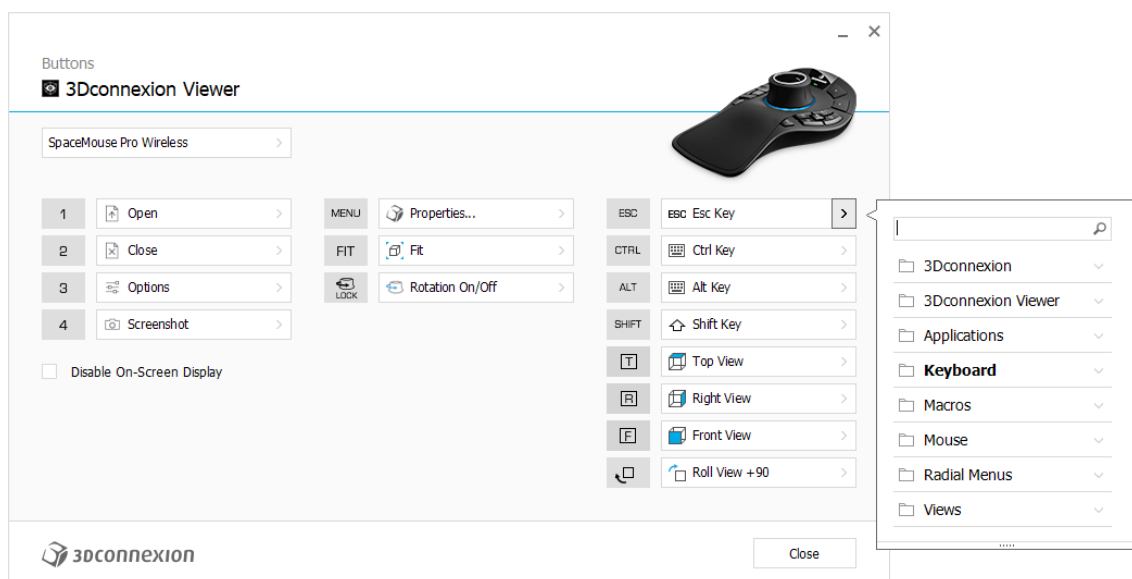 Buttons
3Dconnexion Viewer
SpaceMouse Pro Wireless
1 Open
2 Close
3 Options
4 Screenshot
Disable On-Screen Display
MENU Properties...
FIT Fit
LOCK Rotation On/Off
ESC ESC Esc Key
CTRL Ctrl Key
ALT Alt Key
SHIFT Shift Key
T Top View
R Right View
F Front View
Roll View +90
3Dconnexion
3Dconnexion Viewer
Applications
Keyboard
Macros
Mouse
Radial Menus
Views
3Dconnexion
Close